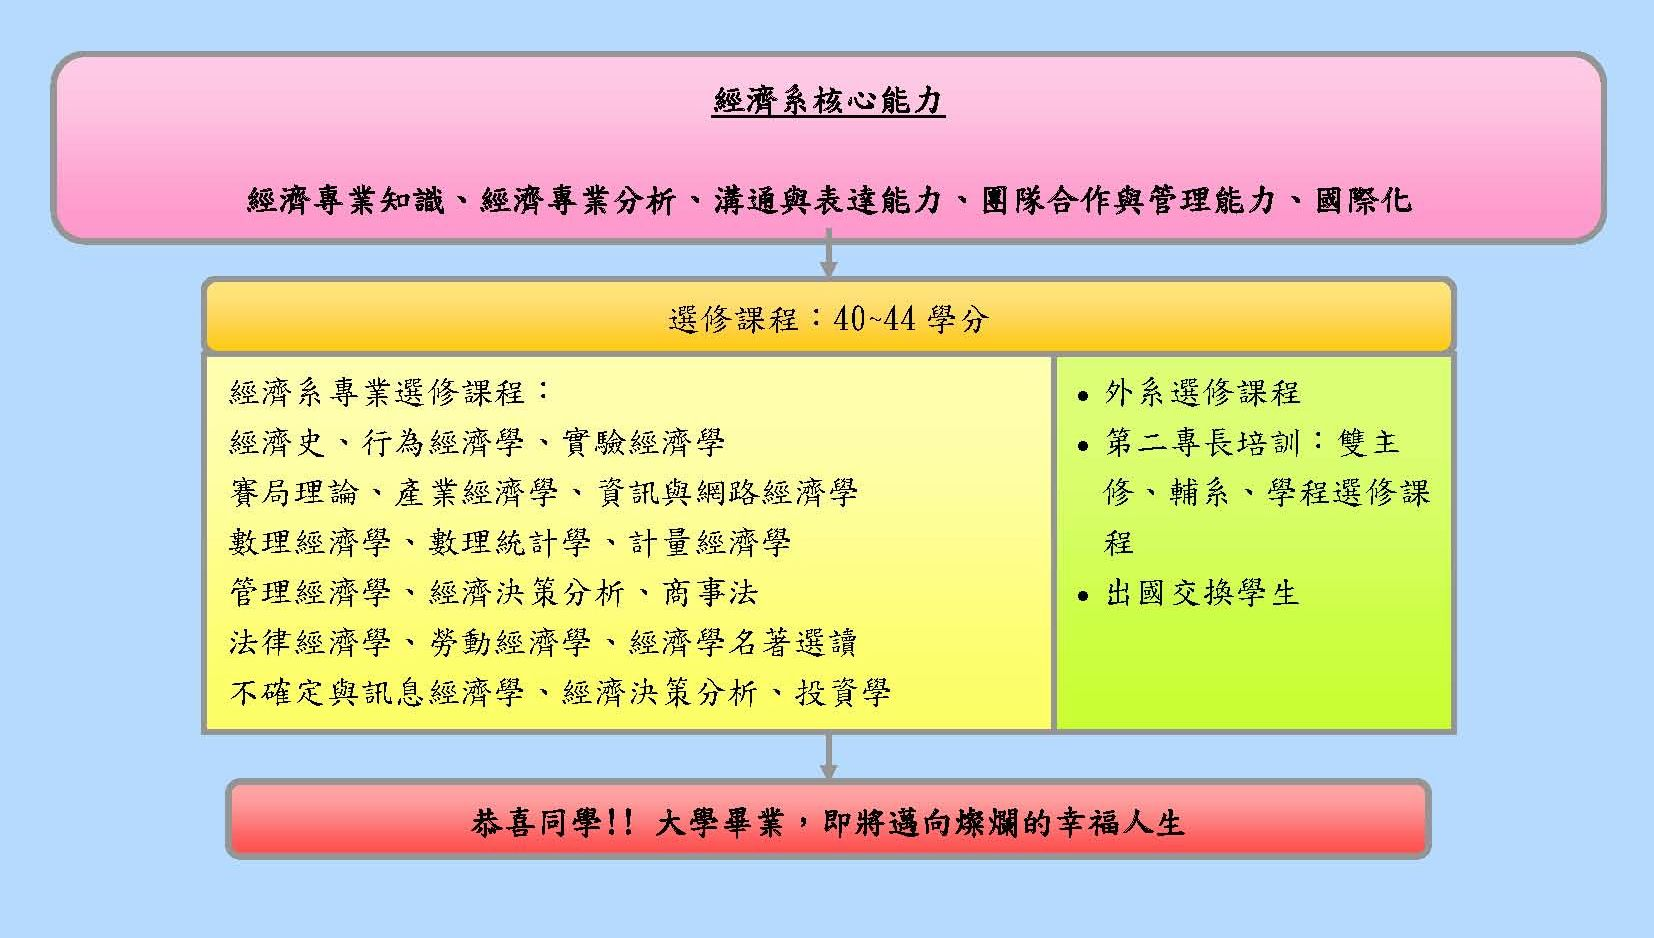 經濟系核心能力
經濟專業知識、經濟專業分析、溝通與表達能力、團隊合作與管理能力、國際化
選修課程：40~44 學分
經濟系專業選修課程：
經濟史、行為經濟學、實驗經濟學
賽局理論、產業經濟學、資訊與網路經濟學
數理經濟學、數理統計學、計量經濟學
管理經濟學、經濟決策分析、商事法
法律經濟學、勞動經濟學、經濟學名著選讀
不確定與訊息經濟學、經濟決策分析、投資學
• 外系選修課程
• 第二專長培訓：雙主
修、輔系、學程選修課
程
• 出國交換學生
恭喜同學!! 大學畢業，即將邁向燦爛的幸福人生